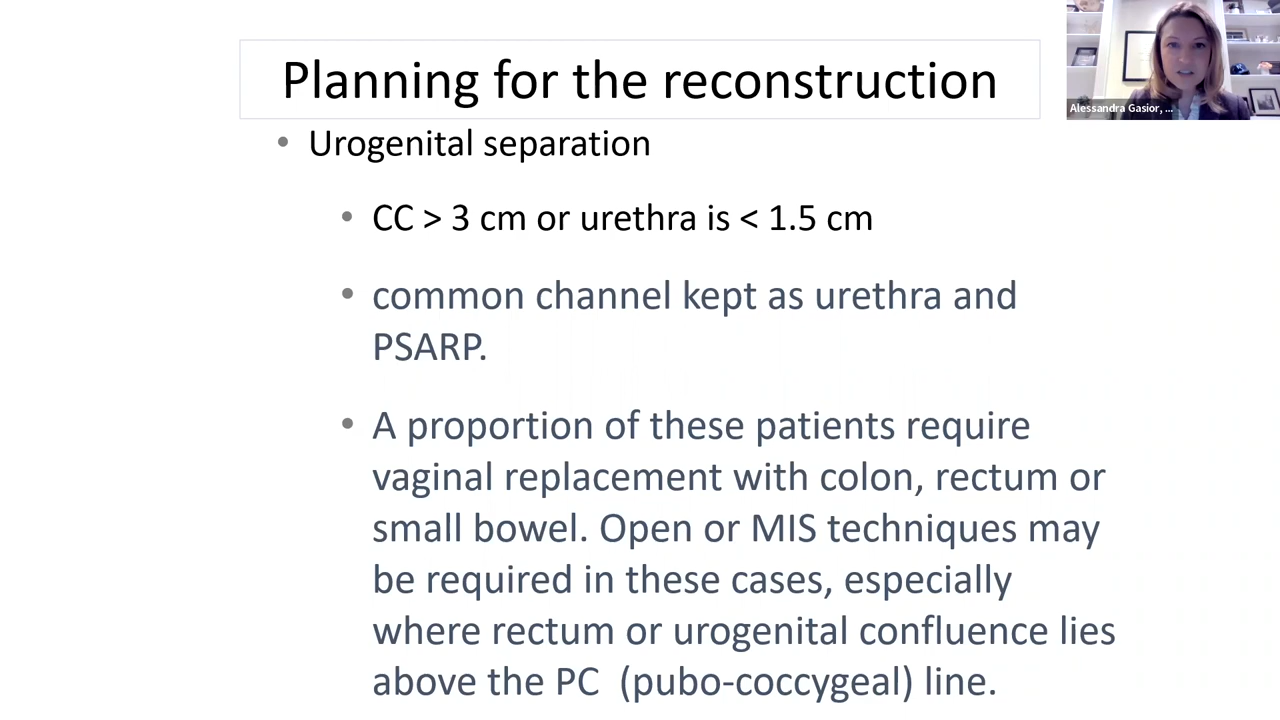 Planning for the reconstruction
Alessandra Gasior, ...
• Urogenital separation
• CC > 3 cm or urethra is < 1.5 cm
• common channel kept as urethra and
PSARP.
• A proportion of these patients require
vaginal replacement with colon, rectum or
small bowel. Open or MIS techniques may
be required in these cases, especially
where rectum or urogenital confluence lies
above the PC (pubo-coccygeal) line.